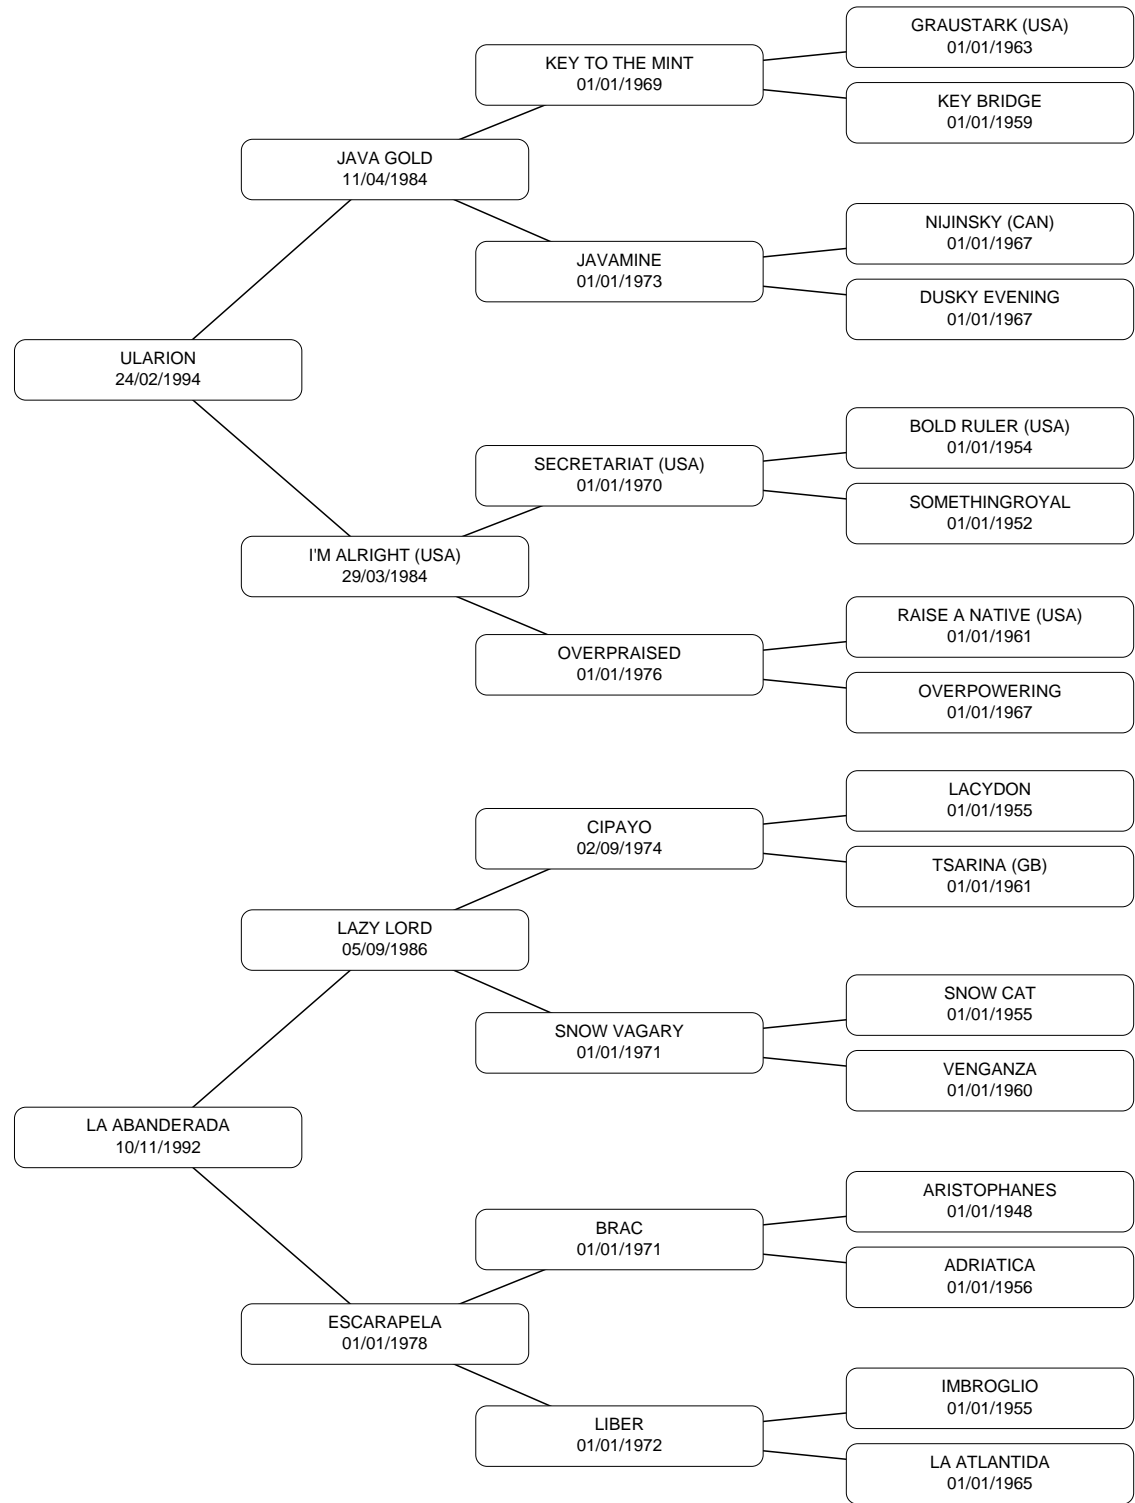 GRAUSTARK (USA)
01/01/1963
KEY TO THE MINT
01/01/1969
KEY BRIDGE
01/01/1959
JAVA GOLD
11/04/1984
NIJINSKY (CAN)
01/01/1967
JAVAMINE
01/01/1973
DUSKY EVENING
01/01/1967
ULARION
24/02/1994
BOLD RULER (USA)
01/01/1954
SECRETARIAT (USA)
01/01/1970
SOMETHINGROYAL
01/01/1952
I'M ALRIGHT (USA)
29/03/1984
RAISE A NATIVE (USA)
01/01/1961
OVERPRAISED
01/01/1976
OVERPOWERING
01/01/1967
LACYDON
01/01/1955
CIPAYO
02/09/1974
TSARINA (GB)
01/01/1961
LAZY LORD
05/09/1986
SNOW CAT
01/01/1955
SNOW VAGARY
01/01/1971
VENGANZA
01/01/1960
LA ABANDERADA
10/11/1992
ARISTOPHANES
01/01/1948
BRAC
01/01/1971
ADRIATICA
01/01/1956
ESCARAPELA
01/01/1978
IMBROGLIO
01/01/1955
LIBER
01/01/1972
LA ATLANTIDA
01/01/1965